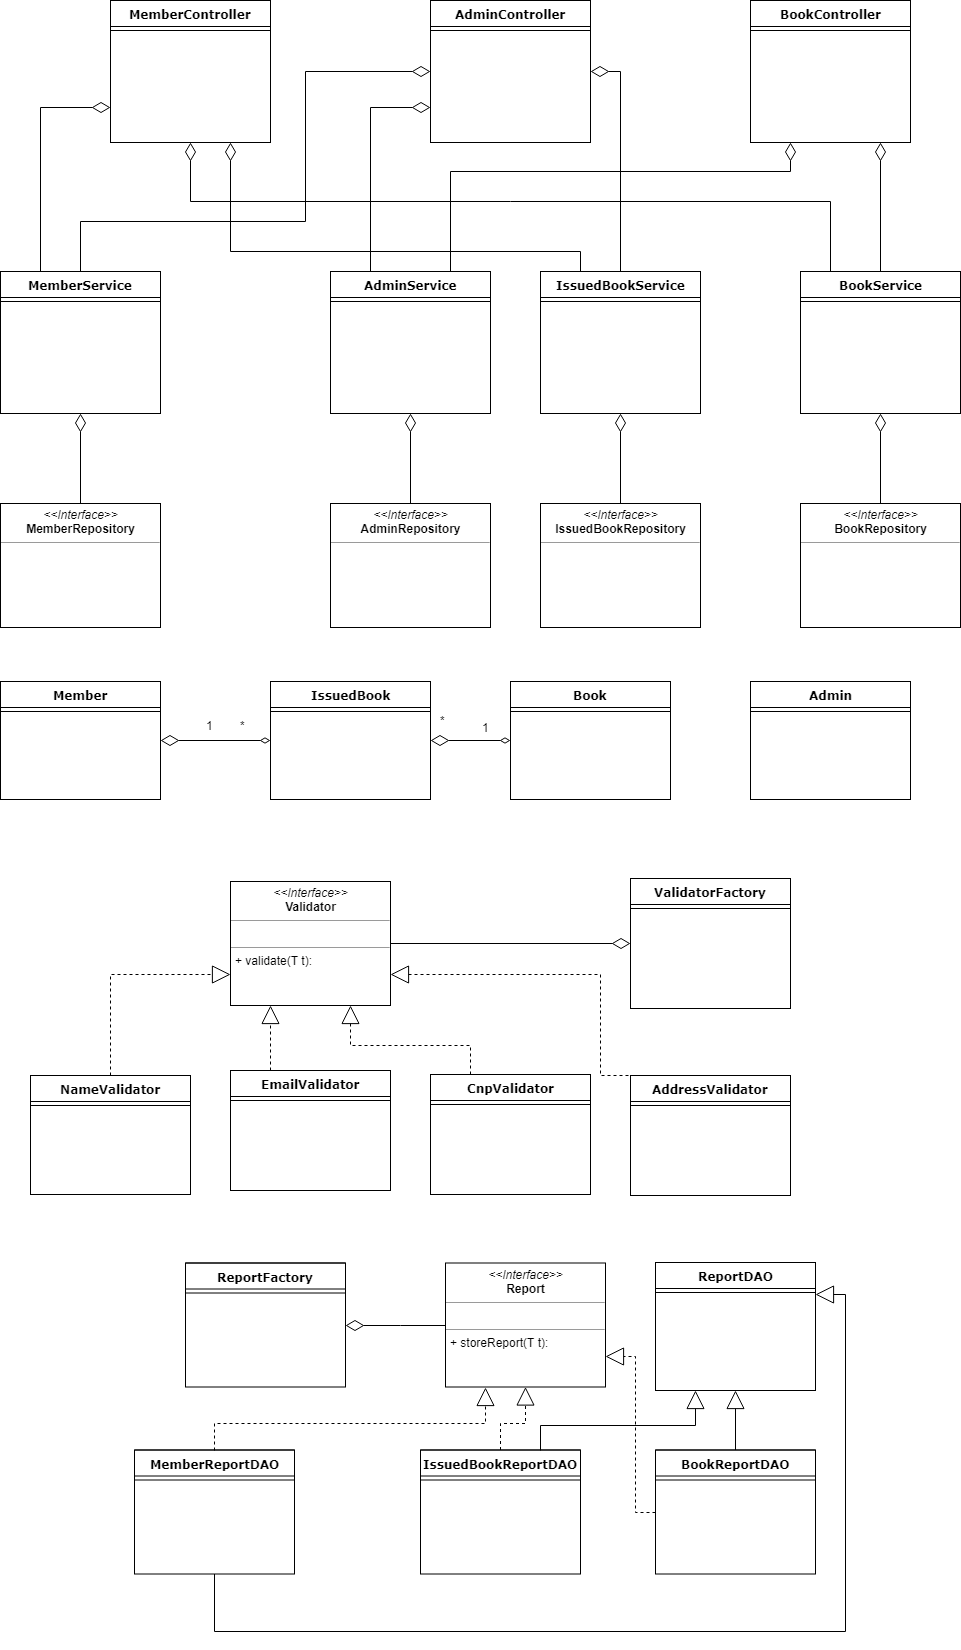 MemberController
AdminController
BookController
MemberService
AdminService
IssuedBookService
BookService
<<Interface>>
MemberRepository
<<Interface>>
AdminRepository
<<Interface>>
IssuedBookRepository
<<Interface>>
BookRepository
Member
IssuedBook
Book
Admin
1
*
*
1
<<Interface>>
Validator
+ validate(T t):
ValidatorFactory
NameValidator
EmailValidator
CnpValidator
AddressValidator
ReportFactory
<<Interface>>
Report
+ storeReport(T t):
ReportDAO
MemberReportDAO
IssuedBookReportDAO
BookReportDAO